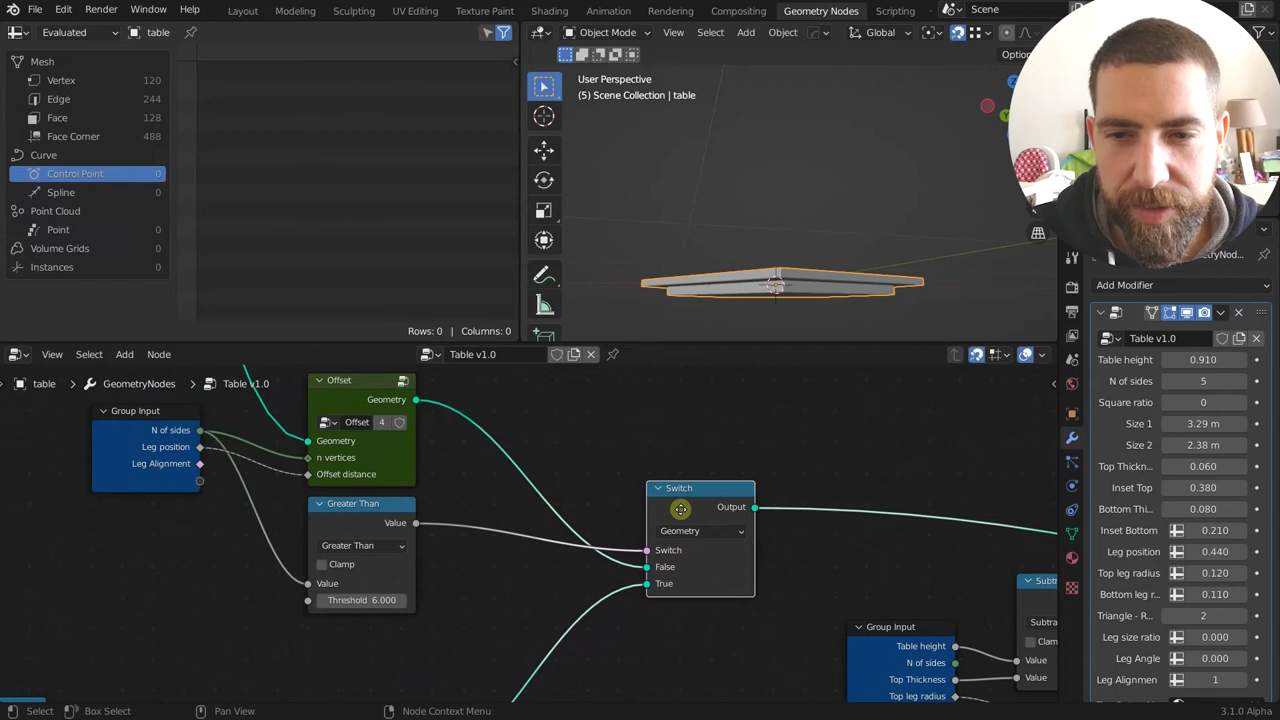 File Edit Render Window Help Layout Modeling Sculpting UV Editing Texture Paint Shading Animation Rendering Compositing Geometry Nodes Scripting Scene
Evaluated table
Object Mode View Select Add Object Global
Options
Mesh
Vertex 120
Edge 244
Face 128
Face Corner 488
Curve
Control Point 0
Spline 0
Point Cloud
Point 0
Volume Grids
Instances 0
Rows: 0 | Columns: 0
User Perspective
(5) Scene Collection | table
View Select Add Node Table v1.0
table GeometryNodes Table v1.0
Group Input
N of sides
Leg position
Leg Alignment
Offset
Geometry
Offset 4
Geometry
n vertices
Offset distance
Greater Than
Value
Greater Than
Clamp
Value
Threshold 6.000
Switch
Output
Geometry
Switch
False
True
Group Input
Table height
N of sides
Top Thickness
Top leg radius
Subt
Subtra
Clam
Value
Value
GeometryNod..
Add Modifier
Table v1.0
Table height 0.910
N of sides 5
Square ratio 0
Size 1 3.29 m
Size 2 2.38 m
Top Thickn.. 0.060
Inset Top 0.380
Bottom Thi.. 0.080
Inset Bottom 0.210
Leg position 0.440
Top leg radius 0.120
Bottom leg r.. 0.110
Triangle - R... 2
Leg size ratio 0.000
Leg Angle 0.000
Leg Alignmen 1
Select Box Select Pan View Node Context Menu 3.1.0 Alpha